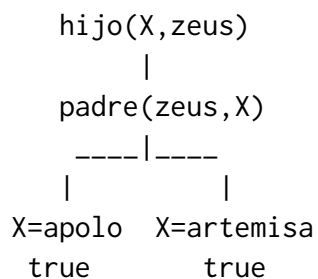 hijo(X,zeus)
|
padre(zeus,X)
____|____
| |
X=apolo X=artemisa
true true